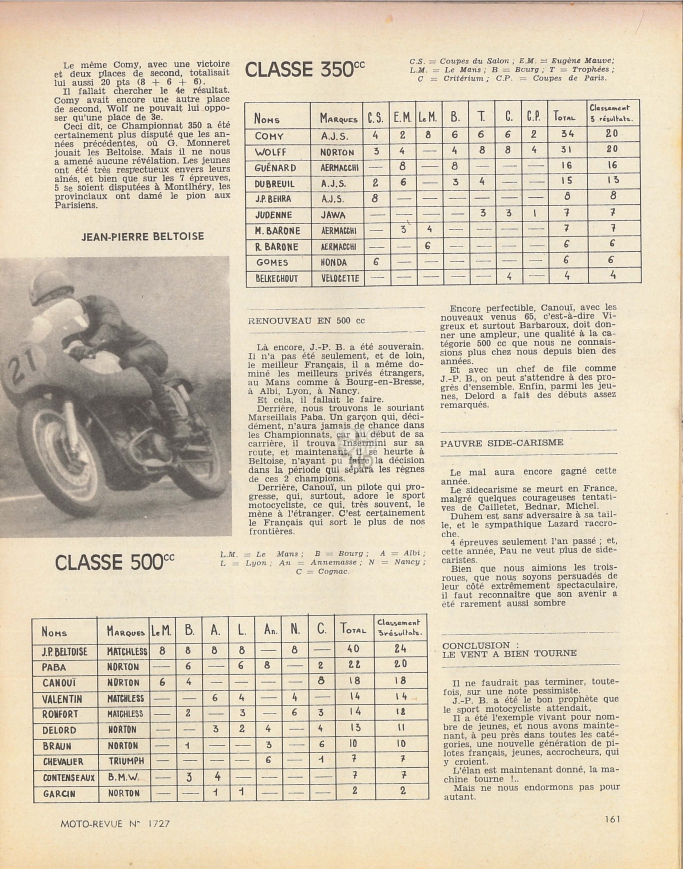 Le même Comy, avec une victoire
et deux places de second, totalisait
lui aussi 20 pts (8 + 6 + 6).
Il fallait chercher le 4e résultat.
Comy avait encore une autre place
de second, Wolf ne pouvait lui oppo-
ser qu'une place de 3e.
Ceci dit, ce Championnat 350 a été
certainement plus disputé que les an-
nées précédentes, où G. Monneret
jouait les Beltoise. Mais il ne nous
a amené aucune révélation. Les jeunes
ont été très respectueux envers leurs
aînés, et bien que sur les 7 épreuves,
5 se soient disputées à Montlhéry, les
provinciaux ont damé le pion aux
Parisiens.
JEAN-PIERRE BELTOISE
21
CLASSE 350cc
C.S. = Coupes du Salon ; E.M. = Eugène Mauve;
L.M. = Le Mans ; B = Bourg ; T = Trophées ;
C = Critérium ; C.P. = Coupes de Paris.
NOMS MARQUES C.S. E.M. Le M. B. T. C. C.P. TOTAL Classement 3 résultats.
COMY A.J.S. 4 2 8 6 6 6 2 34 20
WOLFF NORTON 3 4 — 4 8 8 4 31 20
GUÉNARD AERMACCHI — 8 — 8 — — — 16 16
DUBREUIL A.J.S. 2 6 — 3 4 — — 15 13
J.P. BEHRA A.J.S. 8 — — — — — — 8 8
JUDENNE JAWA — — — — 3 3 1 7 7
M. BARONE AERMACCHI — 3 4 — — — — 7 7
R. BARONE AERMACCHI — — 6 — — — — 6 6
GOMES HONDA 6 — — — — — — 6 6
BELKECHOUT VELOCETTE — — — — — 4 — 4 4
RENOUVEAU EN 500 cc
Là encore, J.-P. B. a été souverain.
Il n'a pas été seulement, et de loin,
le meilleur Français, il a même do-
miné les meilleurs privés étrangers,
au Mans comme à Bourg-en-Bresse,
à Albi, Lyon, à Nancy.
Et cela, il fallait le faire.
Derrière, nous trouvons le souriant
Marseillais Paba. Un garçon qui, déci-
dément, n'aura jamais de chance dans
les Championnats, car au début de sa
carrière, il trouva Insermini sur sa
route, et maintenant il se heurte à
Beltoise, n'ayant pu faire la décision
dans la période qui sépara les règnes
de ces 2 champions.
Derrière, Canouï, un pilote qui pro-
gresse, qui, surtout, adore le sport
motocycliste, ce qui, très souvent, le
mène à l'étranger. C'est certainement
le Français qui sort le plus de nos
frontières.
Encore perfectible, Canouï, avec les
nouveaux venus 65, c'est-à-dire Vi-
greux et surtout Barbaroux, doit don-
ner une ampleur, une qualité à la ca-
tégorie 500 cc que nous ne connais-
sions plus chez nous depuis bien des
années.
Et avec un chef de file comme
J.-P. B., on peut s'attendre à des pro-
grès d'ensemble. Enfin, parmi les jeu-
nes, Delord a fait des débuts assez
remarqués.
PAUVRE SIDE-CARISME
Le mal aura encore gagné cette
année.
Le sidecarisme se meurt en France,
malgré quelques courageuses tentati-
ves de Cailletet, Bednar, Michel.
Duhem est sans adversaire à sa tail-
le, et le sympathique Lazard raccro-
che.
4 épreuves seulement l'an passé ; et,
cette année, Pau ne veut plus de side-
caristes.
Bien que nous aimions les trois-
roues, que nous soyons persuadés de
leur côté extrêmement spectaculaire,
il faut reconnaître que son avenir a
été rarement aussi sombre
CONCLUSION :
LE VENT A BIEN TOURNE
Il ne faudrait pas terminer, toute-
fois, sur une note pessimiste.
J.-P. B. a été le bon prophète que
le sport motocycliste attendait.
Il a été l'exemple vivant pour nom-
bre de jeunes, et nous avons mainte-
nant, à peu près dans toutes les caté-
gories, une nouvelle génération de pi-
lotes français, jeunes, accrocheurs, qui
y croient.
L'élan est maintenant donné, la ma-
chine tourne !..
Mais ne nous endormons pas pour
autant.
CLASSE 500cc
L.M. = Le Mans ; B = Bourg ; A = Albi ;
L = Lyon ; An = Annemasse ; N = Nancy ;
C = Cognac.
NOMS MARQUES Le M. B. A. L. An. N. C. TOTAL Classement 3 résultats.
J.P. BELTOISE MATCHLESS 8 8 8 8 — 8 — 40 24
PABA NORTON — 6 — 6 8 — 2 22 20
CANOUÏ NORTON 6 4 — — — — 8 18 18
VALENTIN MATCHLESS — — 6 4 — 4 — 14 14
RONFORT MATCHLESS — 2 — 3 — 6 3 14 12
DELORD NORTON — — 3 2 4 — 4 13 11
BRAUN NORTON — 1 — — 3 — 6 10 10
CHEVALIER TRIUMPH — — — — 6 — 1 7 7
CONTENSEAUX B.M.W. — 3 4 — — — — 7 7
GARCIN NORTON — — 1 1 — — — 2 2
MOTO-REVUE N° 1727
161